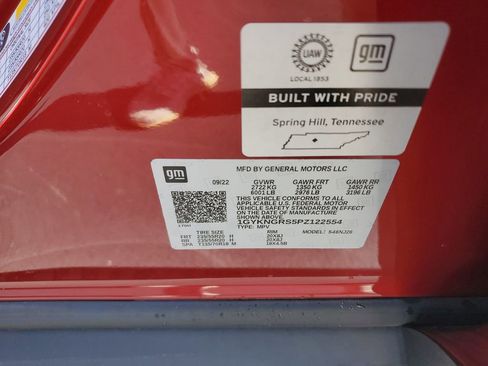 UAW
gm
LOCAL 1853
BUILT WITH PRIDE
Spring Hill, Tennessee
gm
MFD BY GENERAL MOTORS LLC
09/22 GVWR GAWR FRT GAWR RR
2722 KG 1350 KG 1450 KG
6001 LB 2976 LB 3196 LB
THIS VEHICLE CONFORMS TO ALL
APPLICABLE U.S. FEDERAL MOTOR
VEHICLE SAFETY STANDARDS IN
EFFECT ON THE DATE OF MANUFACTURE
SHOWN ABOVE.
1GYKNGRS5PZ122554
TYPE: MPV MODEL: 546NJ26
TIRE SIZE RIM
FRT 235/55R20 H 20X8J
RR 235/55R20 H 20X8J
SPA T135/70R18 M 18X4.5B